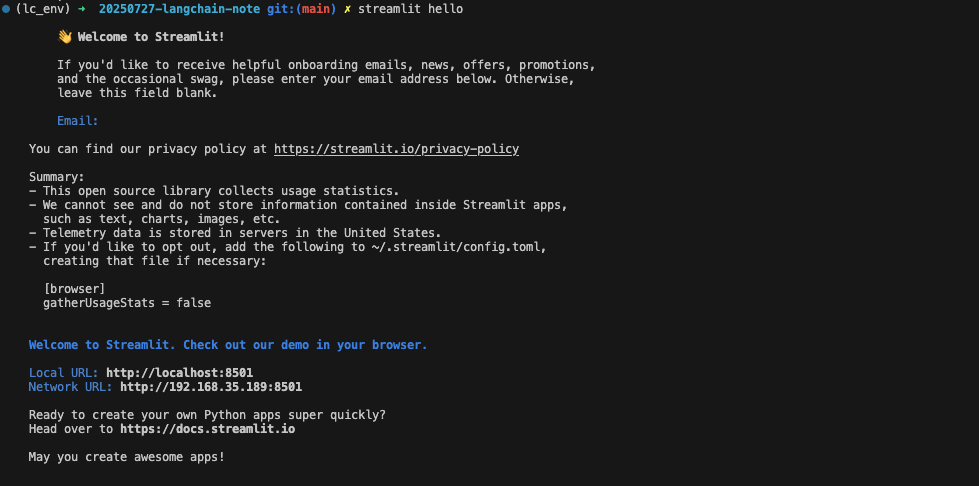 (lc_env) ➜ 20250727-langchain-note git:(main) ✗ streamlit hello
👋 Welcome to Streamlit!
If you'd like to receive helpful onboarding emails, news, offers, promotions,
and the occasional swag, please enter your email address below. Otherwise,
leave this field blank.
Email:
You can find our privacy policy at https://streamlit.io/privacy-policy
Summary:
- This open source library collects usage statistics.
- We cannot see and do not store information contained inside Streamlit apps,
such as text, charts, images, etc.
- Telemetry data is stored in servers in the United States.
- If you'd like to opt out, add the following to ~/.streamlit/config.toml,
creating that file if necessary:
[browser]
gatherUsageStats = false
Welcome to Streamlit. Check out our demo in your browser.
Local URL: http://localhost:8501
Network URL: http://192.168.35.189:8501
Ready to create your own Python apps super quickly?
Head over to https://docs.streamlit.io
May you create awesome apps!